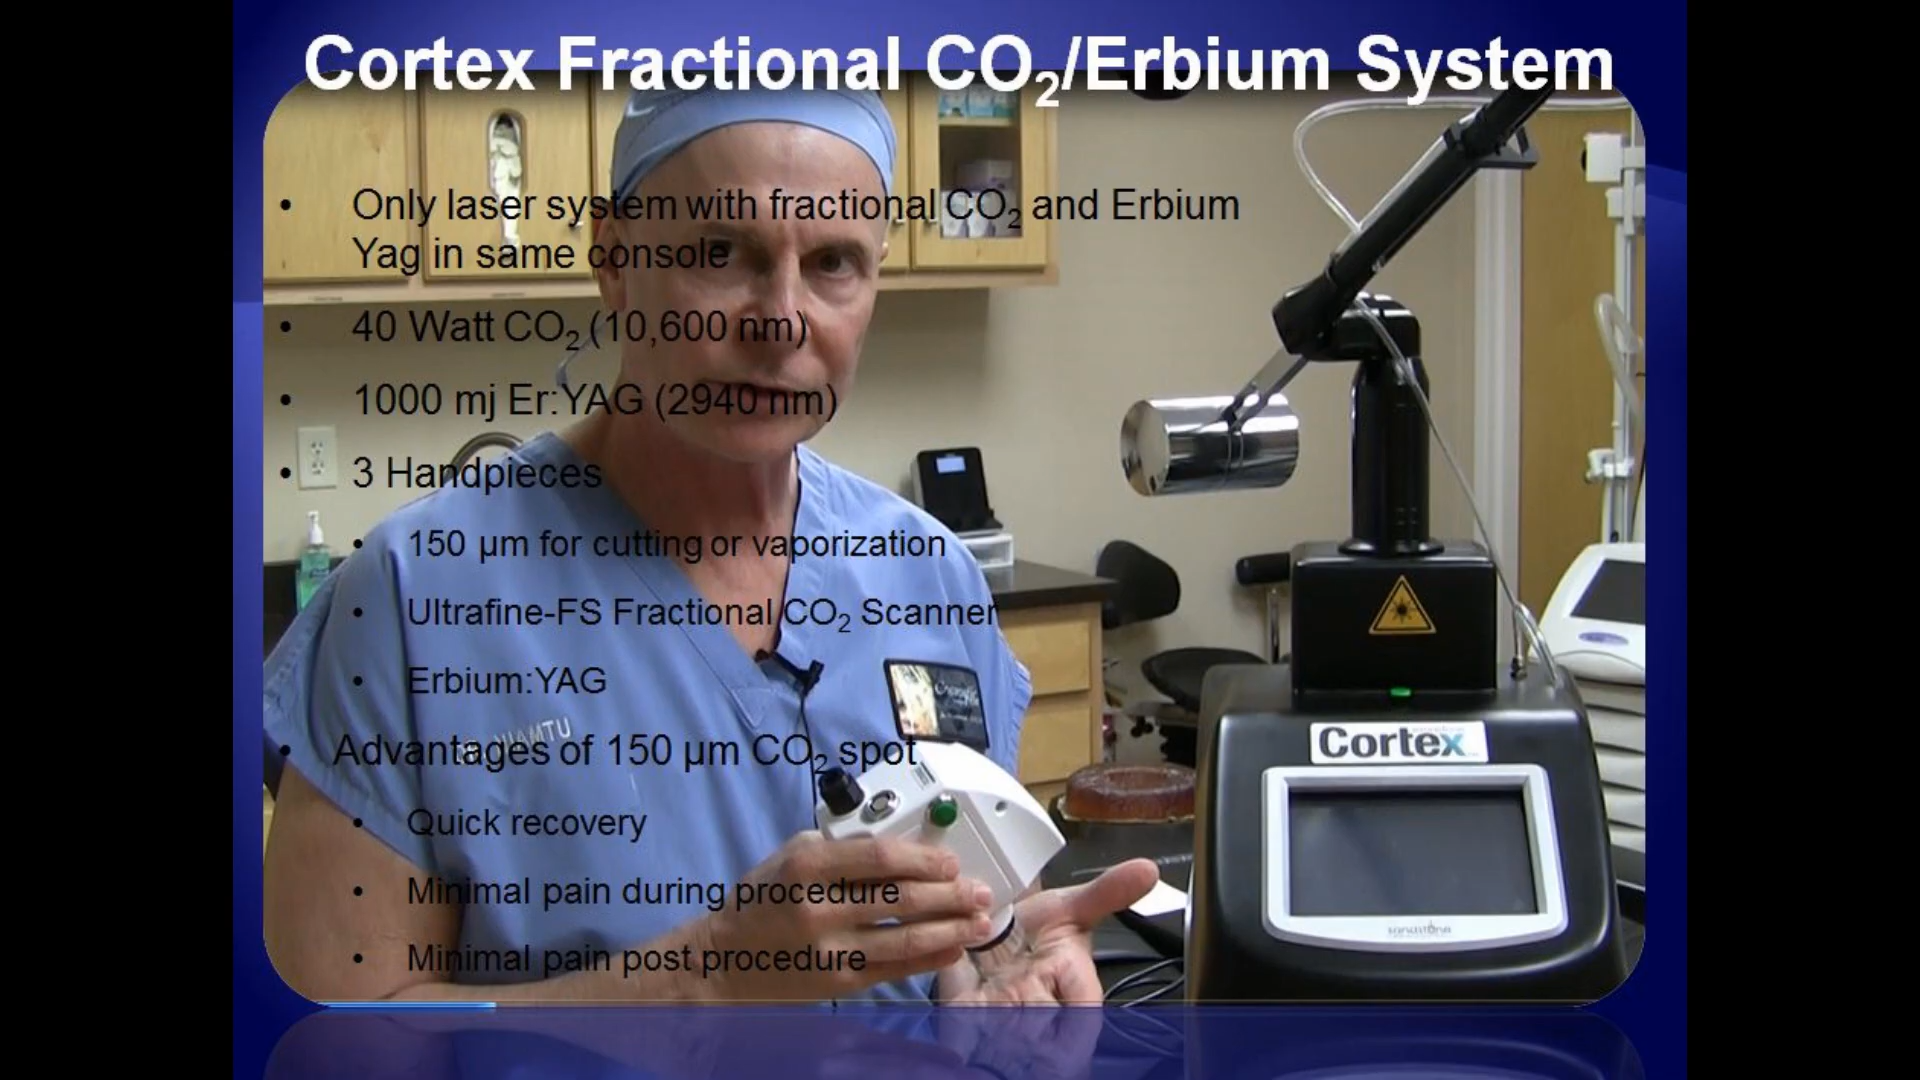 Cortex Fractional CO₂/Erbium System
• Only laser system with fractional CO₂ and Erbium
Yag in same console
• 40 Watt CO₂ (10,600 nm)
• 1000 mj Er:YAG (2940 nm)
• 3 Handpieces
• 150 µm for cutting or vaporization
• Ultrafine-FS Fractional CO₂ Scanner
• Erbium:YAG
NIAMTU
• Advantages of 150 µm CO₂ spot
Cortex
• Quick recovery
• Minimal pain during procedure
• Minimal pain post procedure